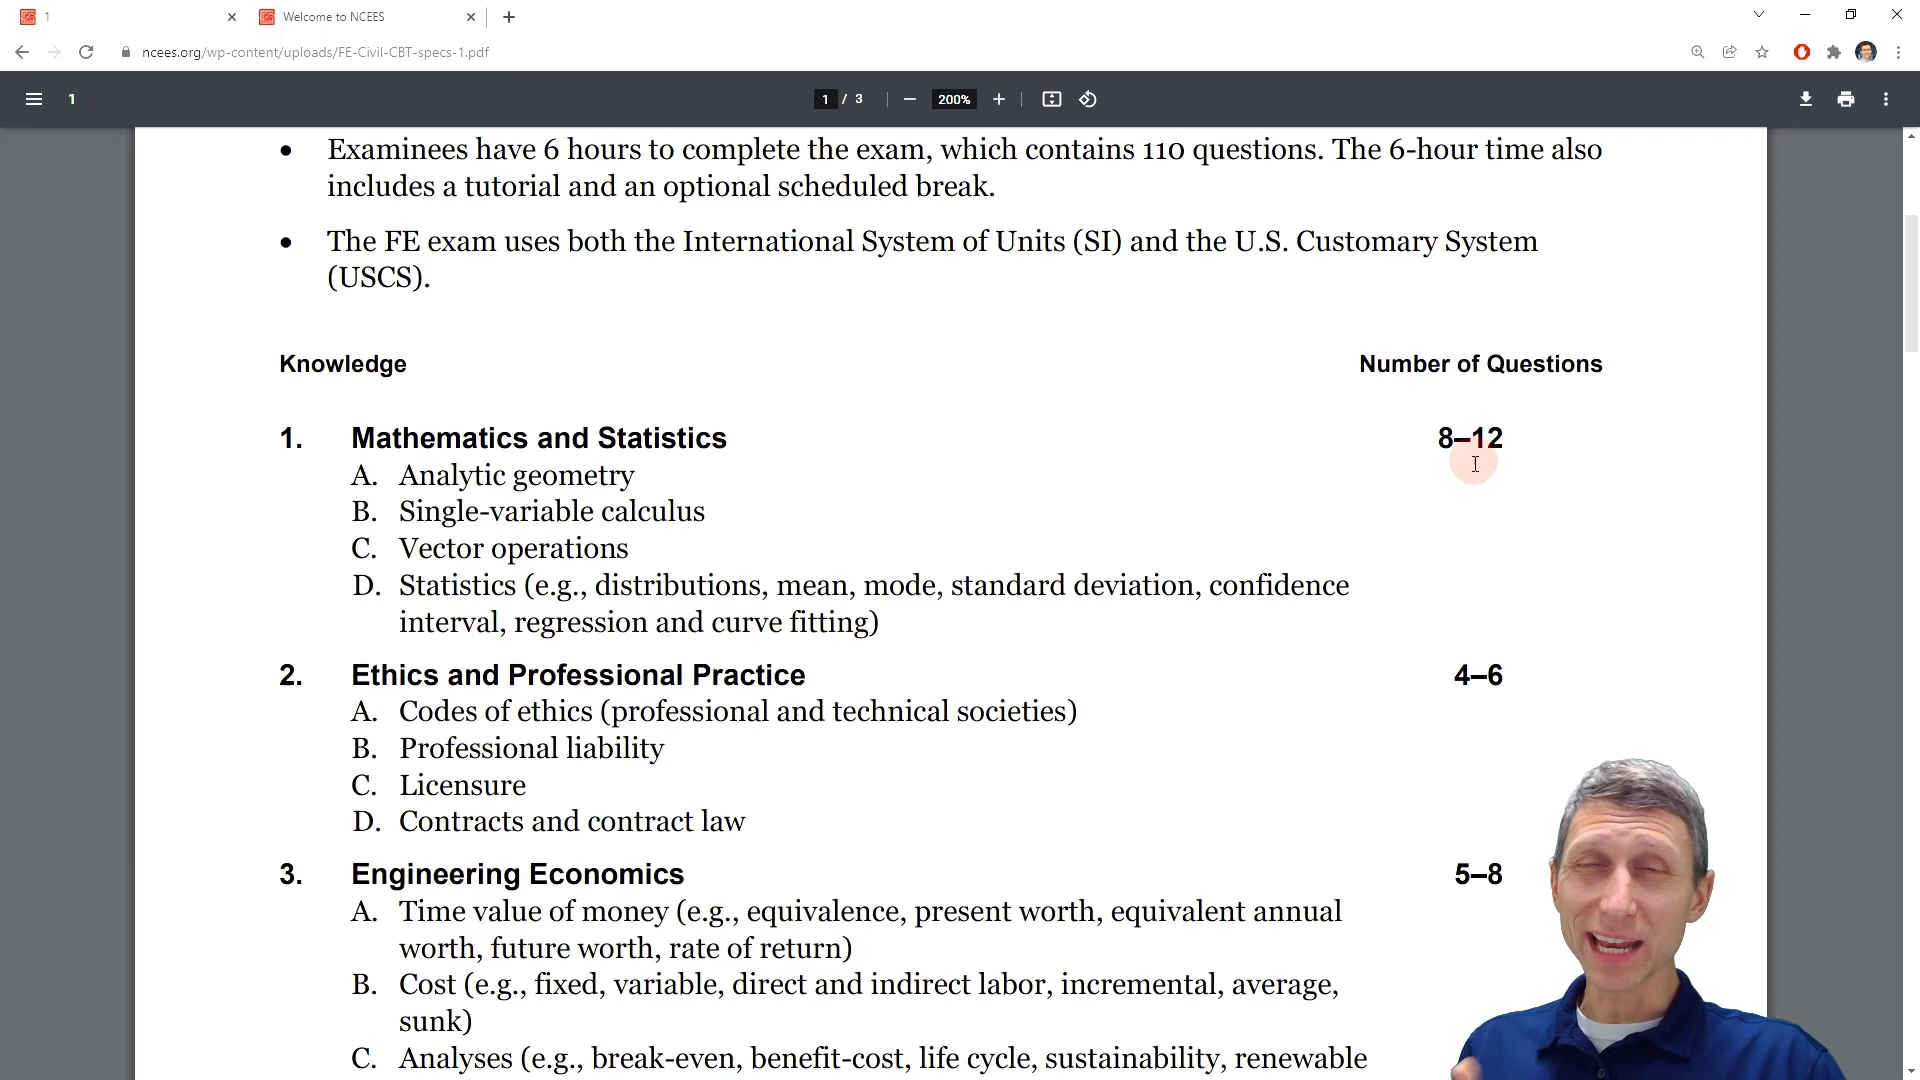 1
Welcome to NCEES
ncees.org/wp-content/uploads/FE-Civil-CBT-specs-1.pdf
1
1 / 3
200%
• Examinees have 6 hours to complete the exam, which contains 110 questions. The 6-hour time also
includes a tutorial and an optional scheduled break.
• The FE exam uses both the International System of Units (SI) and the U.S. Customary System
(USCS).
Knowledge Number of Questions
1. Mathematics and Statistics 8–12
A. Analytic geometry
B. Single-variable calculus
C. Vector operations
D. Statistics (e.g., distributions, mean, mode, standard deviation, confidence
interval, regression and curve fitting)
2. Ethics and Professional Practice 4–6
A. Codes of ethics (professional and technical societies)
B. Professional liability
C. Licensure
D. Contracts and contract law
3. Engineering Economics 5–8
A. Time value of money (e.g., equivalence, present worth, equivalent annual
worth, future worth, rate of return)
B. Cost (e.g., fixed, variable, direct and indirect labor, incremental, average,
sunk)
C. Analyses (e.g., break-even, benefit-cost, life cycle, sustainability, renewable